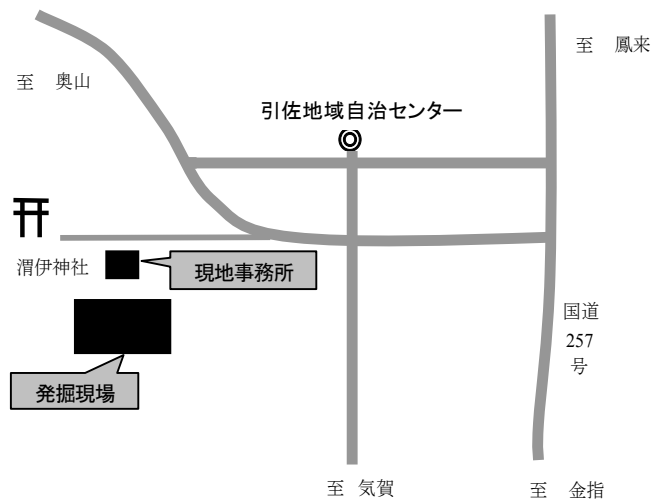 至 鳳来
至 奥山
引佐地域自治センター
渭伊神社
現地事務所
国道
257
号
発掘現場
至 気賀
至 金指